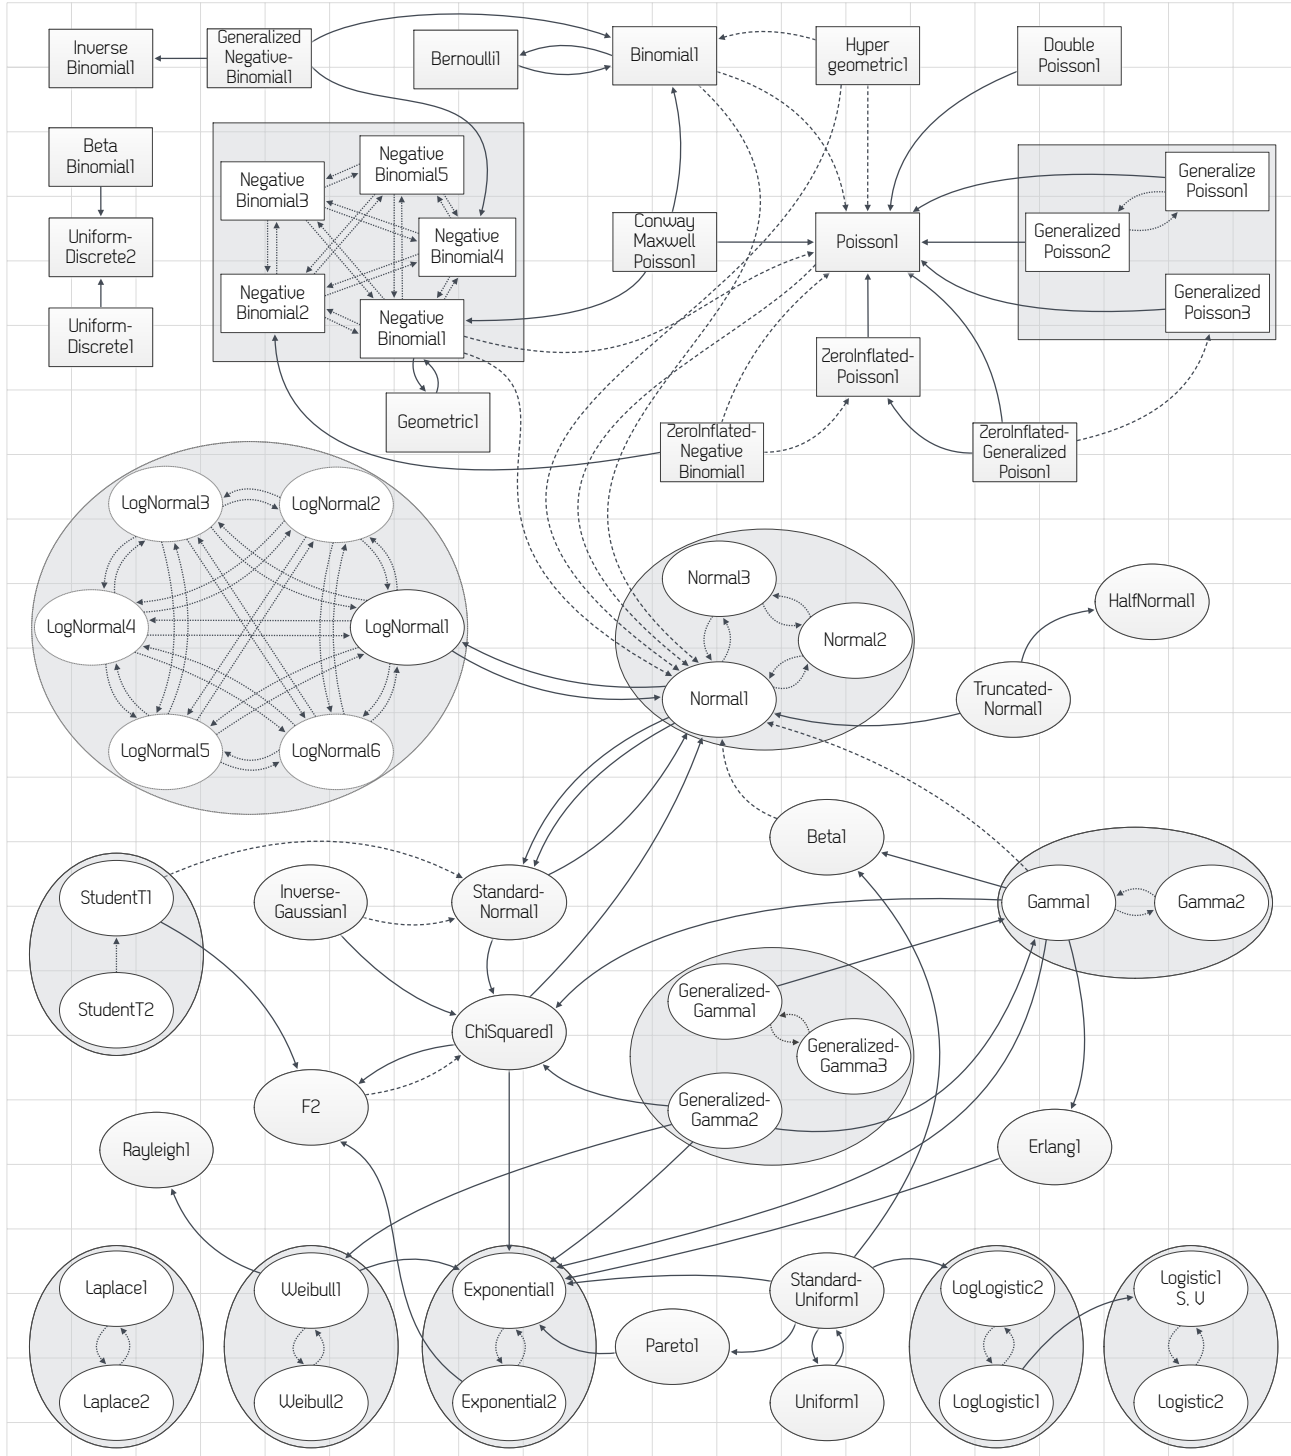 Inverse
Binomial1
Generalized
Negative-
Binomial1
Bernoulli1
Binomial1
Hyper
geometric1
Double
Poisson1
Beta
Binomial1
Negative
Binomial5
Negative
Binomial3
Generalize
Poisson1
Uniform-
Discrete2
Negative
Binomial4
Conway
Maxwell
Poisson1
Poisson1
Generalized
Poisson2
Negative
Binomial2
Generalized
Poisson3
Uniform-
Discrete1
Negative
Binomial1
ZeroInflated-
Poisson1
Geometric1
ZeroInflated-
Negative
Binomial1
ZeroInflated-
Generalized
Poison1
LogNormal3
LogNormal2
Normal3
HalfNormal1
LogNormal4
LogNormal1
Normal2
Normal1
Truncated-
Normal1
LogNormal5
LogNormal6
Beta1
StudentT1
Inverse-
Gaussian1
Standard-
Normal1
Gamma1
Gamma2
StudentT2
Generalized-
Gamma1
ChiSquared1
Generalized-
Gamma3
F2
Generalized-
Gamma2
Rayleigh1
Erlang1
Laplace1
Weibull1
Exponential1
Standard-
Uniform1
LogLogistic2
Logistic1
S, V
Pareto1
Laplace2
Weibull2
Exponential2
Uniform1
LogLogistic1
Logistic2